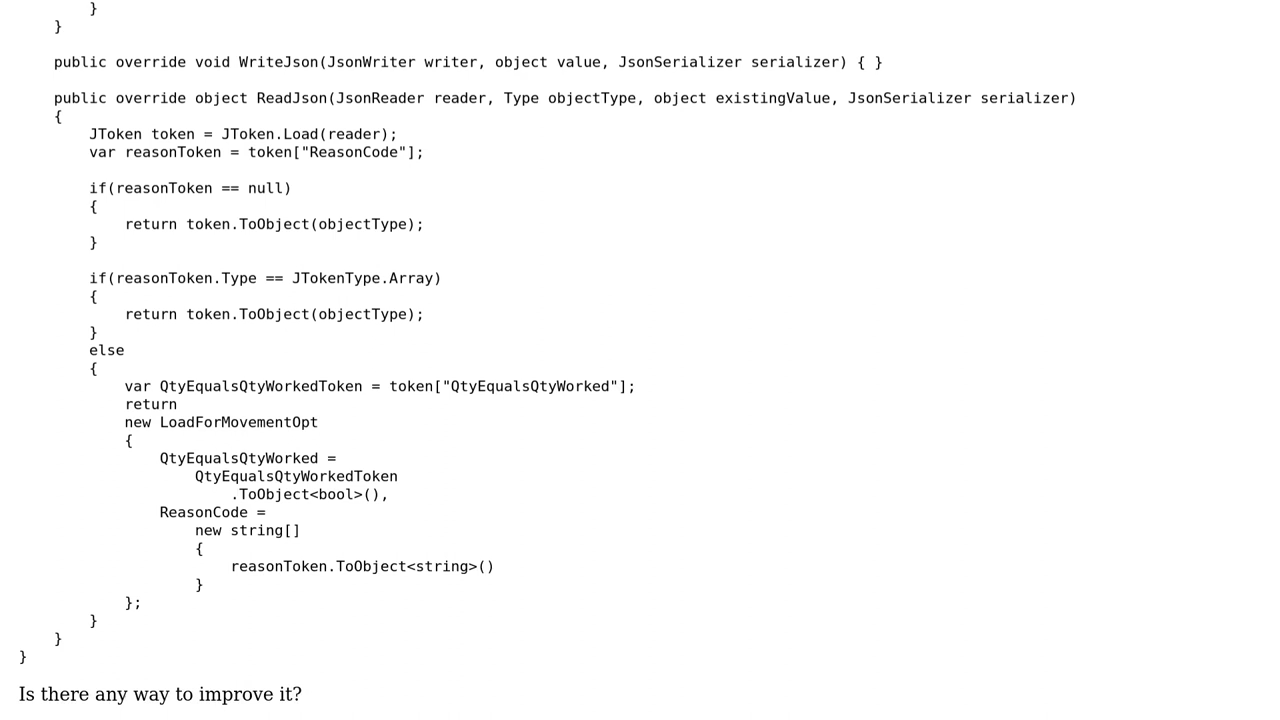 }
    }
    public override void WriteJson(JsonWriter writer, object value, JsonSerializer serializer) { }
    public override object ReadJson(JsonReader reader, Type objectType, object existingValue, JsonSerializer serializer)
    {
        JToken token = JToken.Load(reader);
        var reasonToken = token["ReasonCode"];
        if(reasonToken == null)
        {
            return token.ToObject(objectType);
        }
        if(reasonToken.Type == JTokenType.Array)
        {
            return token.ToObject(objectType);
        }
        else
        {
            var QtyEqualsQtyWorkedToken = token["QtyEqualsQtyWorked"];
            return
            new LoadForMovementOpt
            {
                QtyEqualsQtyWorked =
                    QtyEqualsQtyWorkedToken
                        .ToObject<bool>(),
                ReasonCode =
                    new string[]
                    {
                        reasonToken.ToObject<string>()
                    }
            };
        }
    }
}
Is there any way to improve it?